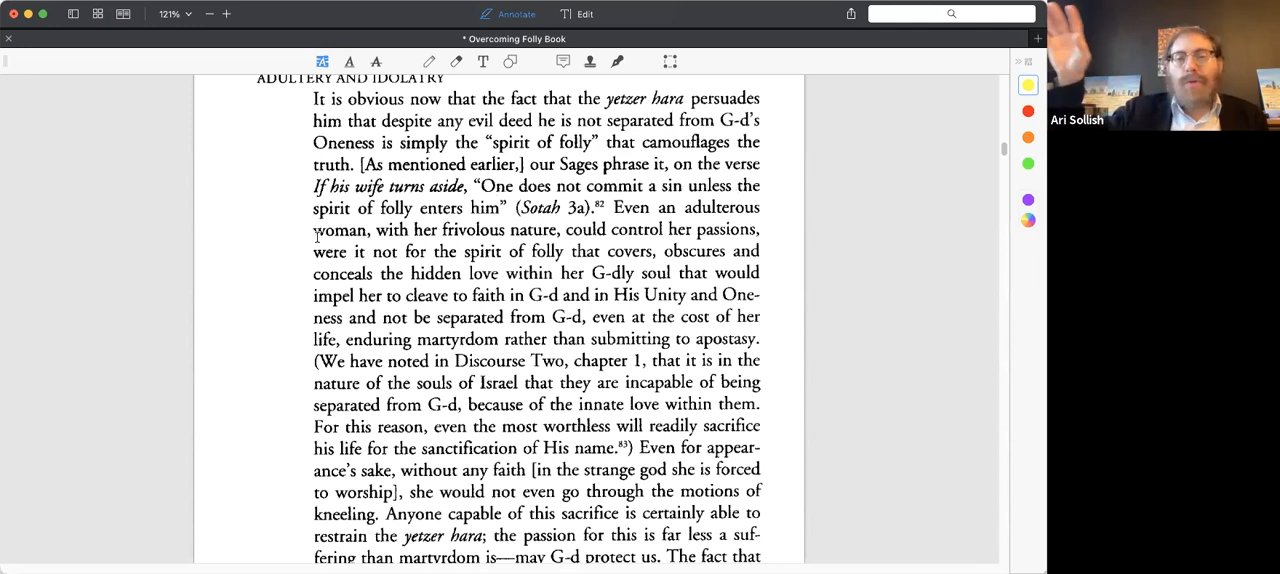 121%
Annotate
Edit
* Overcoming Folly Book
ADULTERY AND IDOLATRY
It is obvious now that the fact that the yetzer hara persuades
him that despite any evil deed he is not separated from G-d's
Oneness is simply the “spirit of folly” that camouflages the
truth. [As mentioned earlier,] our Sages phrase it, on the verse
If his wife turns aside, “One does not commit a sin unless the
spirit of folly enters him” (Sotah 3a).82 Even an adulterous
woman, with her frivolous nature, could control her passions,
were it not for the spirit of folly that covers, obscures and
conceals the hidden love within her G-dly soul that would
impel her to cleave to faith in G-d and in His Unity and One-
ness and not be separated from G-d, even at the cost of her
life, enduring martyrdom rather than submitting to apostasy.
(We have noted in Discourse Two, chapter 1, that it is in the
nature of the souls of Israel that they are incapable of being
separated from G-d, because of the innate love within them.
For this reason, even the most worthless will readily sacrifice
his life for the sanctification of His name.83) Even for appear-
ance's sake, without any faith [in the strange god she is forced
to worship], she would not even go through the motions of
kneeling. Anyone capable of this sacrifice is certainly able to
restrain the yetzer hara; the passion for this is far less a suf-
fering than martyrdom is—may G-d protect us. The fact that
Ari Sollish